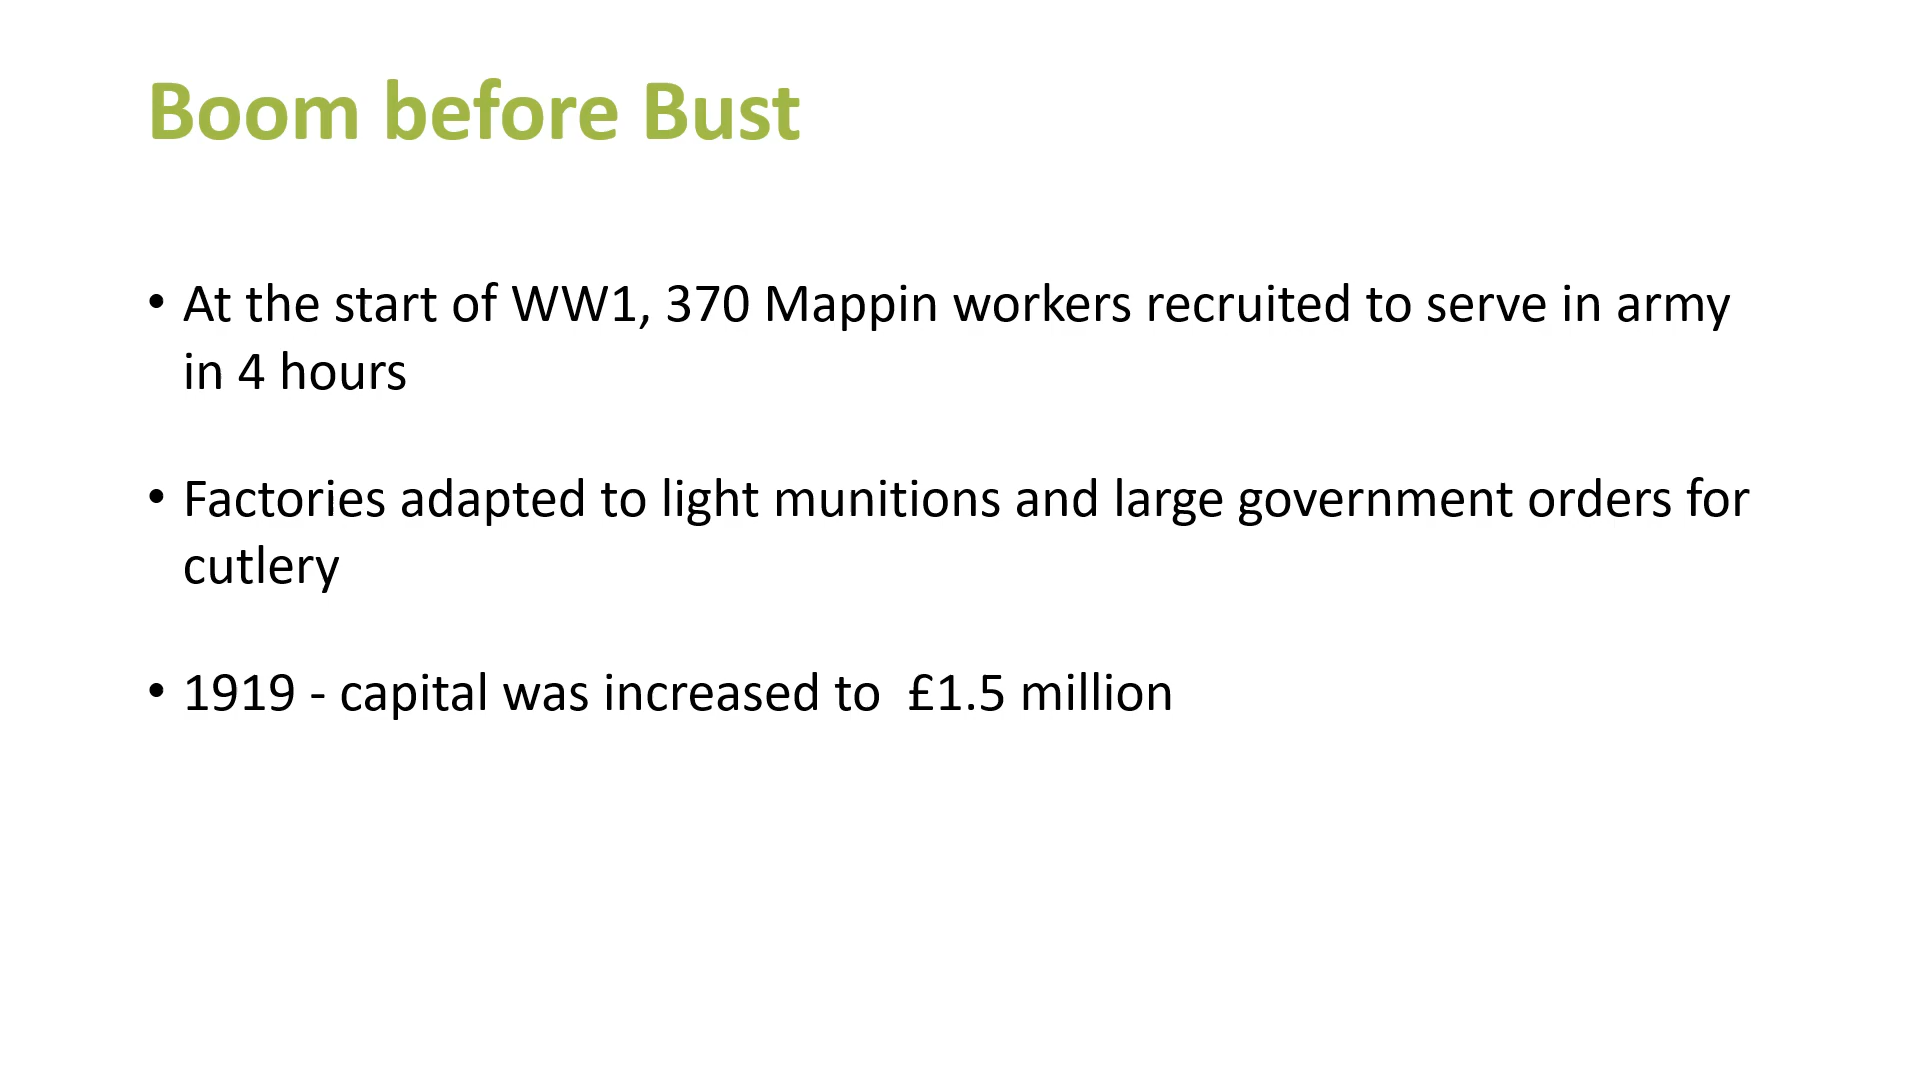 Boom before Bust
• At the start of WW1, 370 Mappin workers recruited to serve in army
in 4 hours
• Factories adapted to light munitions and large government orders for
cutlery
• 1919 - capital was increased to  £1.5 million